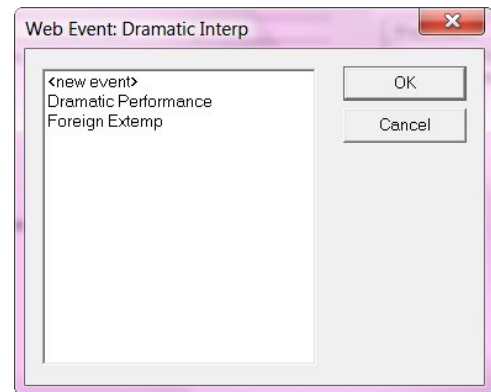 Web Event: Dramatic Interp
<new event>
Dramatic Performance
Foreign Extemp
OK
Cancel